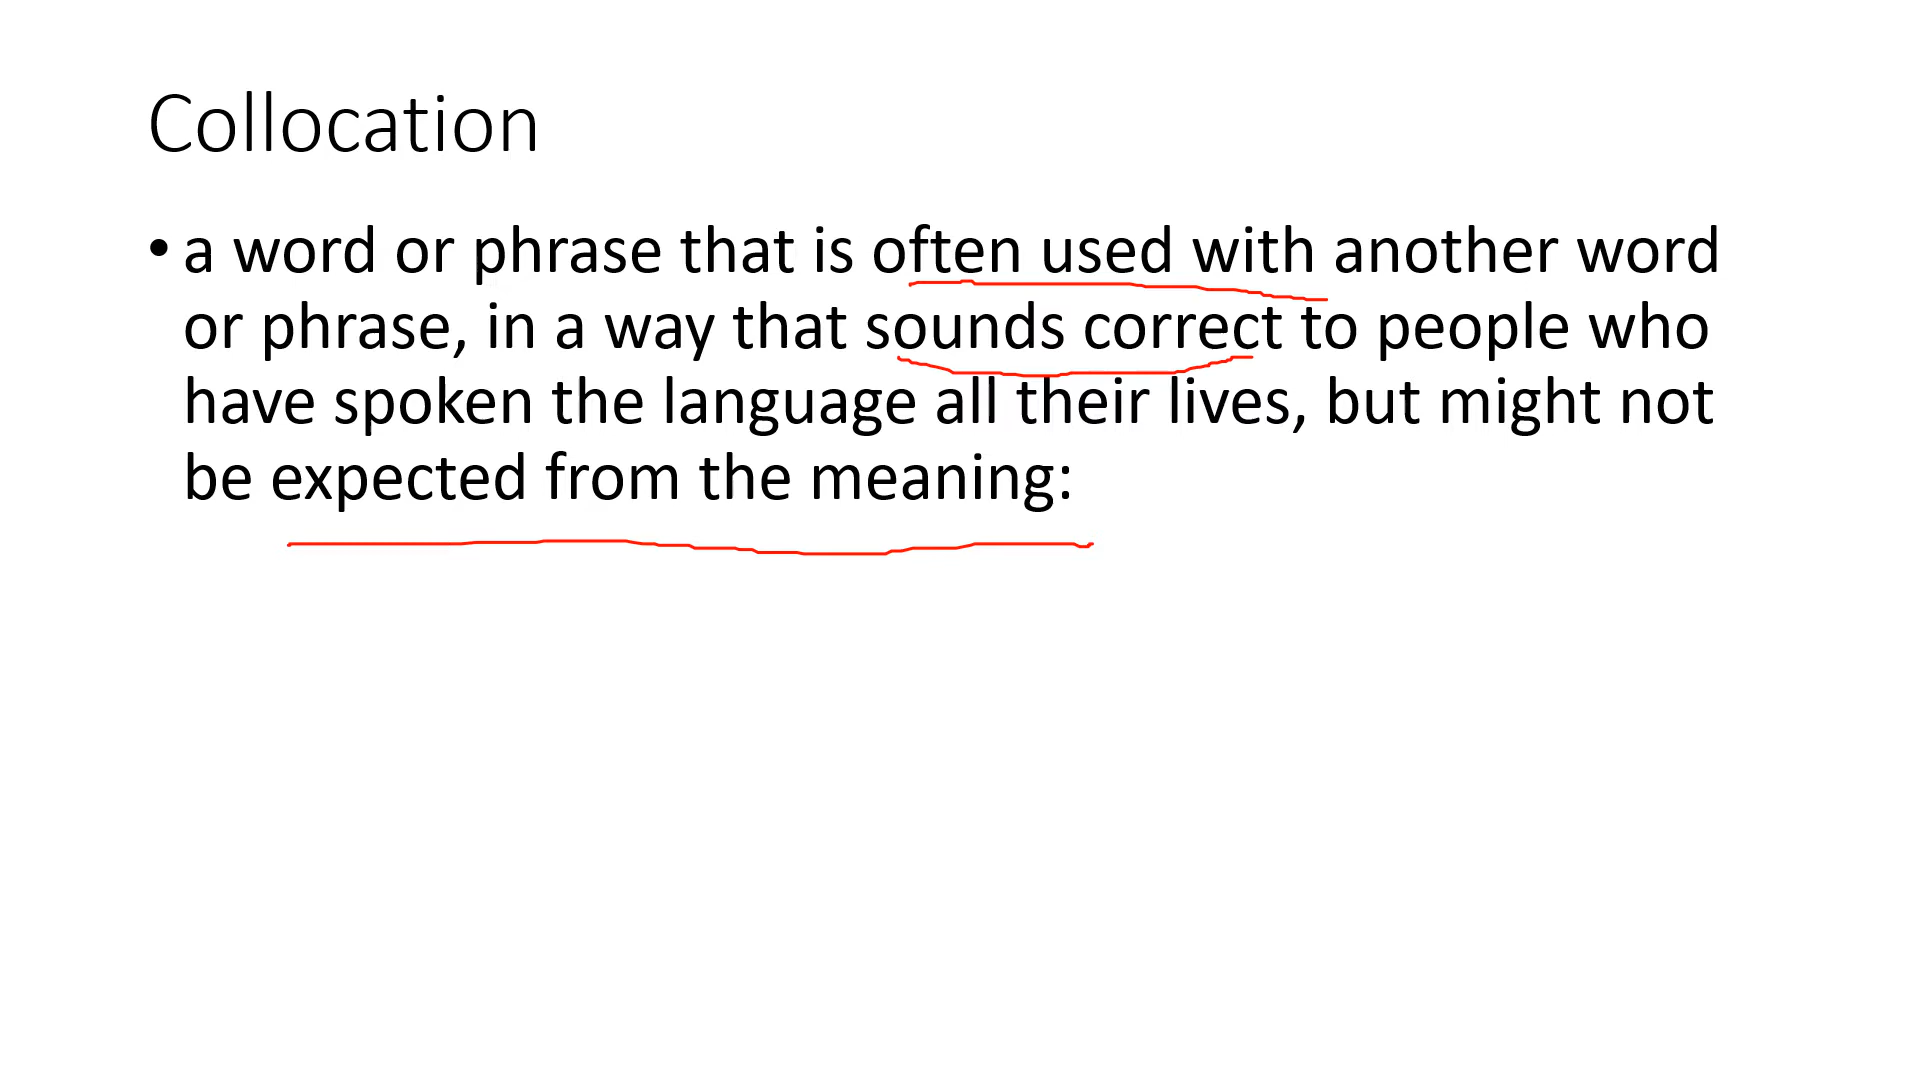 Collocation
• a word or phrase that is often used with another word
or phrase, in a way that sounds correct to people who
have spoken the language all their lives, but might not
be expected from the meaning: